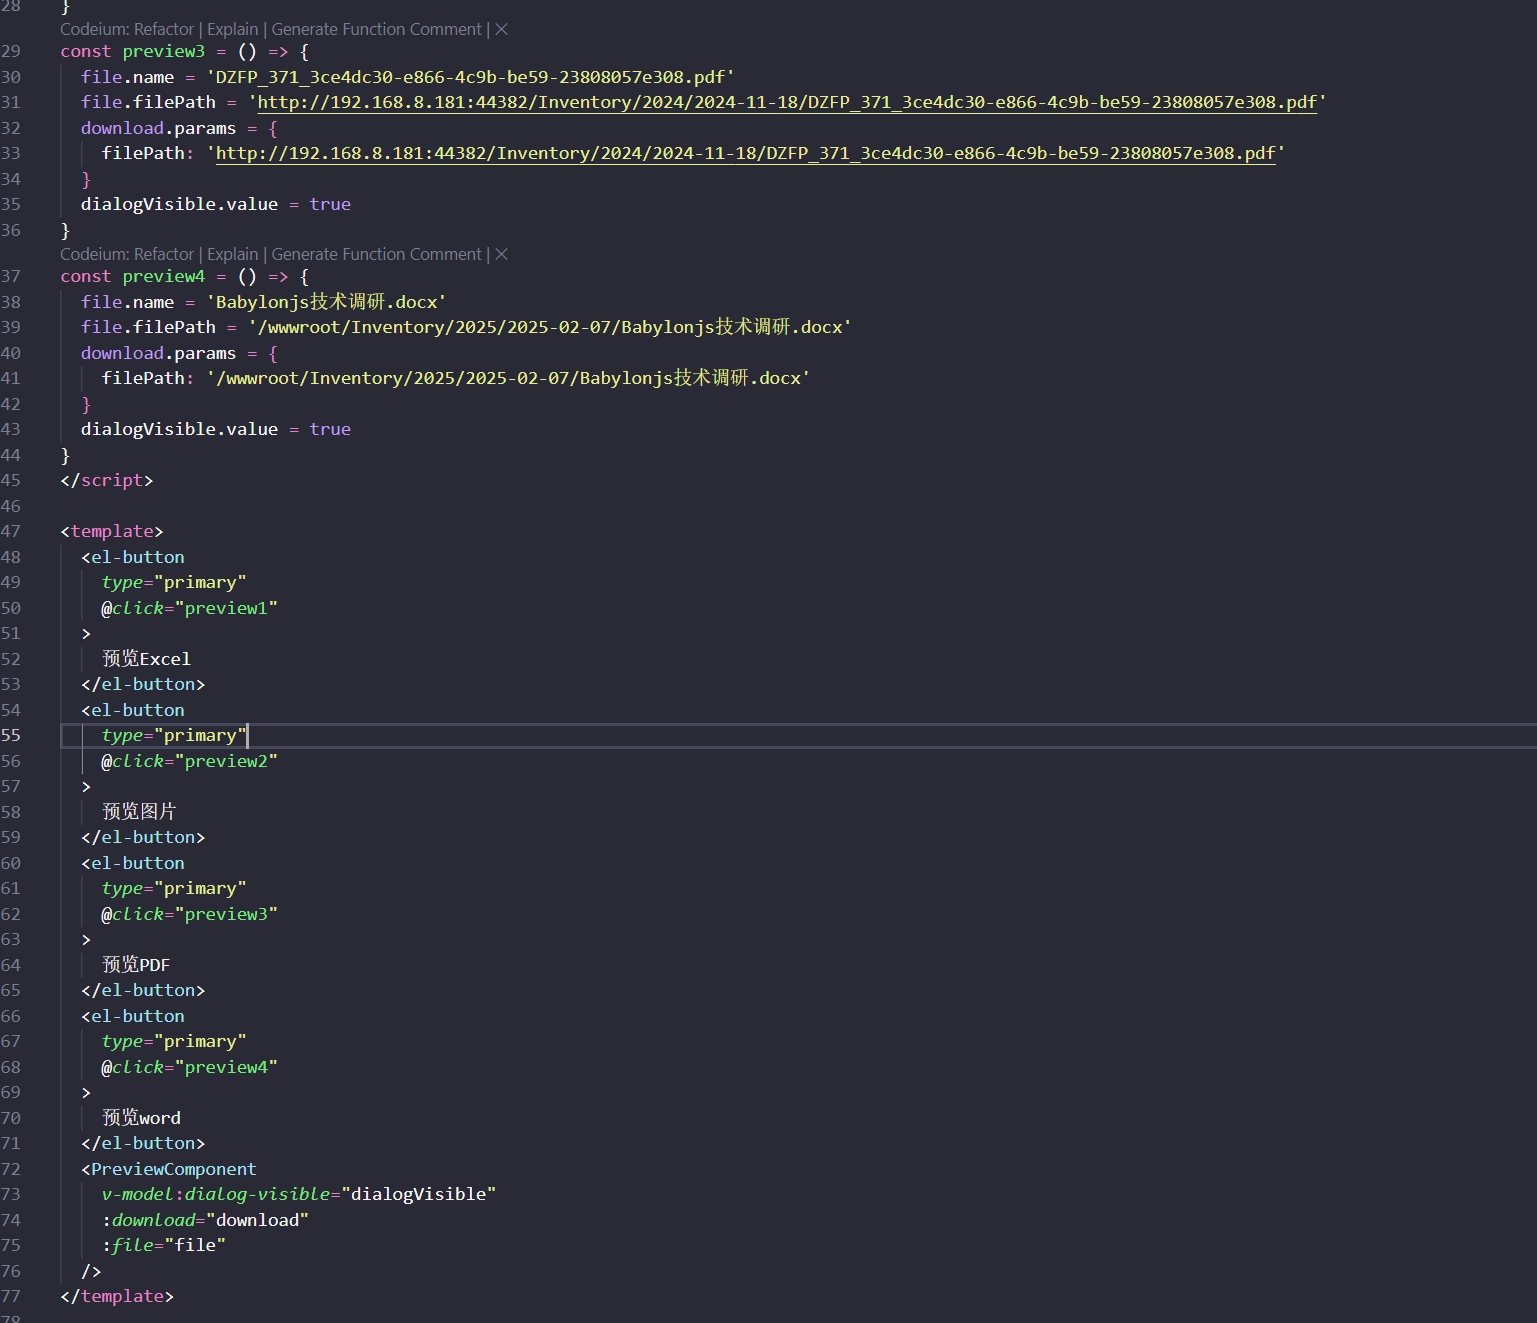 28 }
Codeium: Refactor | Explain | Generate Function Comment | ×
29 const preview3 = () => {
30 file.name = 'DZFP_371_3ce4dc30-e866-4c9b-be59-23808057e308.pdf'
31 file.filePath = 'http://192.168.8.181:44382/Inventory/2024/2024-11-18/DZFP_371_3ce4dc30-e866-4c9b-be59-23808057e308.pdf'
32 download.params = {
33 filePath: 'http://192.168.8.181:44382/Inventory/2024/2024-11-18/DZFP_371_3ce4dc30-e866-4c9b-be59-23808057e308.pdf'
34 }
35 dialogVisible.value = true
36 }
Codeium: Refactor | Explain | Generate Function Comment | ×
37 const preview4 = () => {
38 file.name = 'Babylonjs技术调研.docx'
39 file.filePath = '/wwwroot/Inventory/2025/2025-02-07/Babylonjs技术调研.docx'
40 download.params = {
41 filePath: '/wwwroot/Inventory/2025/2025-02-07/Babylonjs技术调研.docx'
42 }
43 dialogVisible.value = true
44 }
45 </script>
46
47 <template>
48 <el-button
49 type="primary"
50 @click="preview1"
51 >
52 预览Excel
53 </el-button>
54 <el-button
55 type="primary"
56 @click="preview2"
57 >
58 预览图片
59 </el-button>
60 <el-button
61 type="primary"
62 @click="preview3"
63 >
64 预览PDF
65 </el-button>
66 <el-button
67 type="primary"
68 @click="preview4"
69 >
70 预览word
71 </el-button>
72 <PreviewComponent
73 v-model:dialog-visible="dialogVisible"
74 :download="download"
75 :file="file"
76 />
77 </template>
78